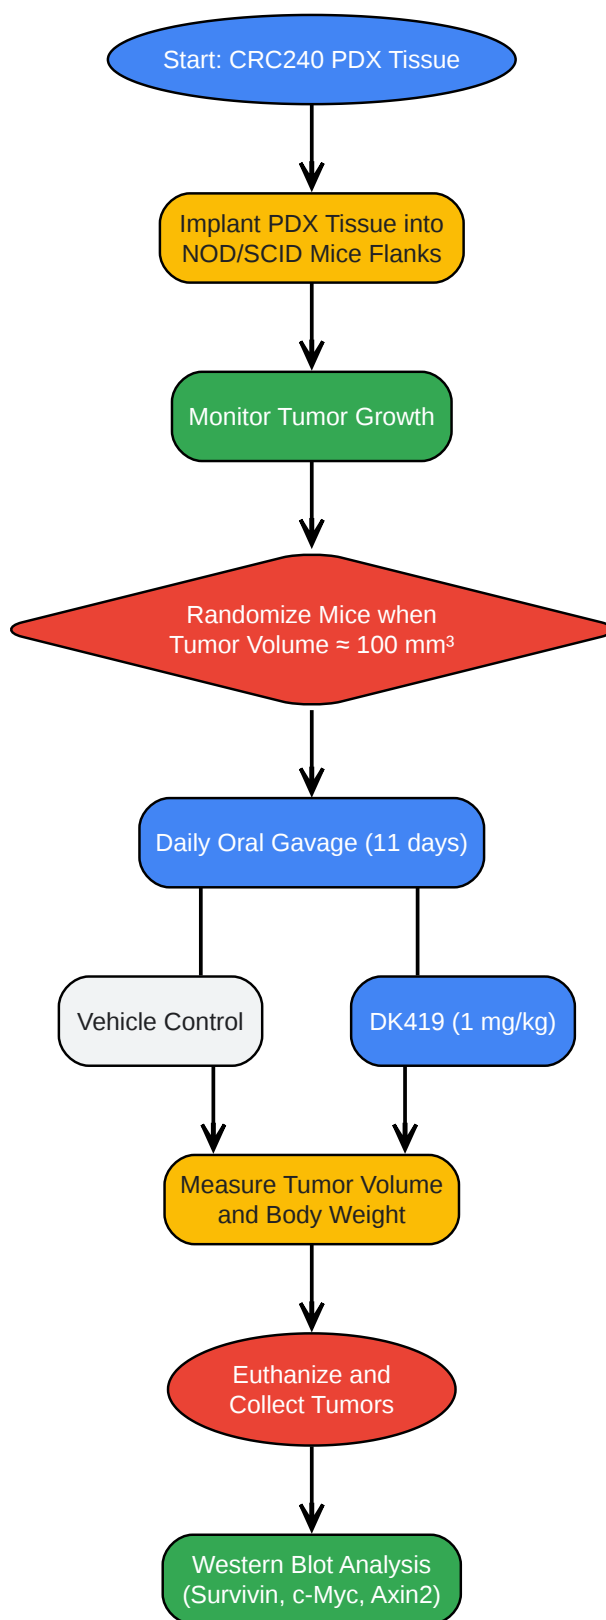 Start: CRC240 PDX Tissue
Implant PDX Tissue into
NOD/SCID Mice Flanks
Monitor Tumor Growth
Randomize Mice when
Tumor Volume ≈ 100 mm³
Daily Oral Gavage (11 days)
Vehicle Control
DK419 (1 mg/kg)
Measure Tumor Volume
and Body Weight
Euthanize and
Collect Tumors
Western Blot Analysis
(Survivin, c-Myc, Axin2)